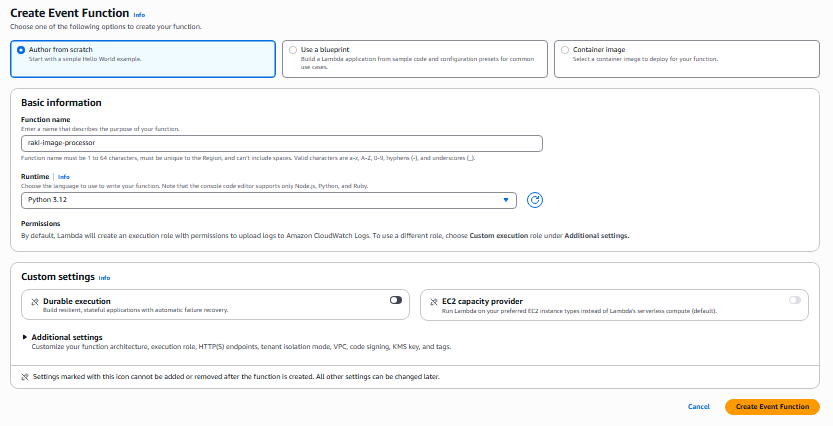 Create Event Function Info
Choose one of the following options to create your function.
Author from scratch
Start with a simple Hello World example.
Use a blueprint
Build a Lambda application from sample code and configuration presets for common
use cases.
Container image
Select a container image to deploy for your function.
Basic information
Function name
Enter a name that describes the purpose of your function.
rakl-image-processor
Function name must be 1 to 64 characters, must be unique to the Region, and can't include spaces. Valid characters are a-z, A-Z, 0-9, hyphens (-), and underscores (_).
Runtime | Info
Choose the language to use to write your function. Note that the console code editor supports only Node.js, Python, and Ruby.
Python 3.12
Permissions
By default, Lambda will create an execution role with permissions to upload logs to Amazon CloudWatch Logs. To use a different role, choose Custom execution role under Additional settings.
Custom settings Info
Durable execution
Build resilient, stateful applications with automatic failure recovery.
EC2 capacity provider
Run Lambda on your preferred EC2 instance types instead of Lambda's serverless compute (default).
Additional settings
Customize your function architecture, execution role, HTTP(S) endpoints, tenant isolation mode, VPC, code signing, KMS key, and tags.
Settings marked with this icon cannot be added or removed after the function is created. All other settings can be changed later.
Cancel
Create Event Function